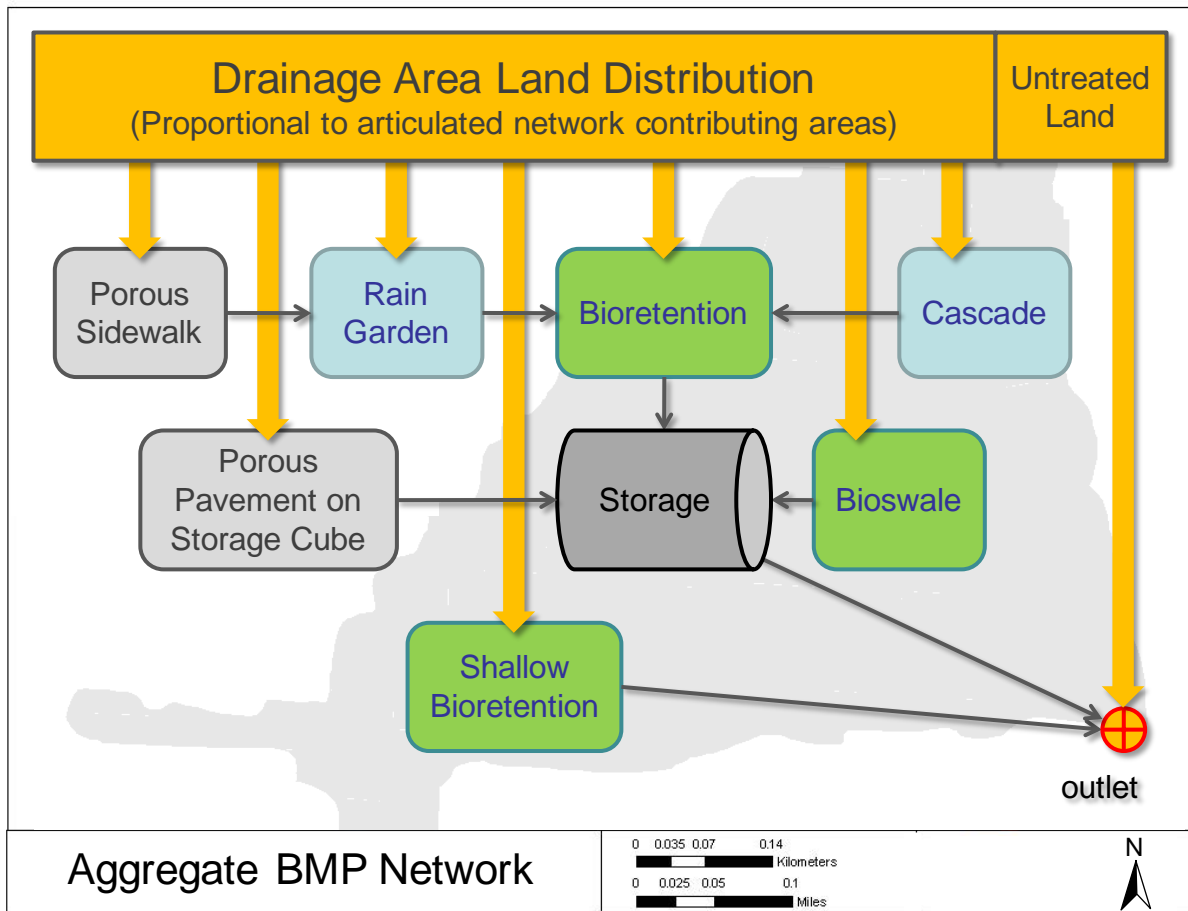 Drainage Area Land Distribution
(Proportional to articulated network contributing areas)
Untreated
Land
Porous
Sidewalk
Rain
Garden
Bioretention
Cascade
Porous
Pavement on
Storage Cube
Storage
Bioswale
Shallow
Bioretention
outlet
Aggregate BMP Network
0 0.035 0.07 0.14
Kilometers
0 0.025 0.05 0.1
Miles
N